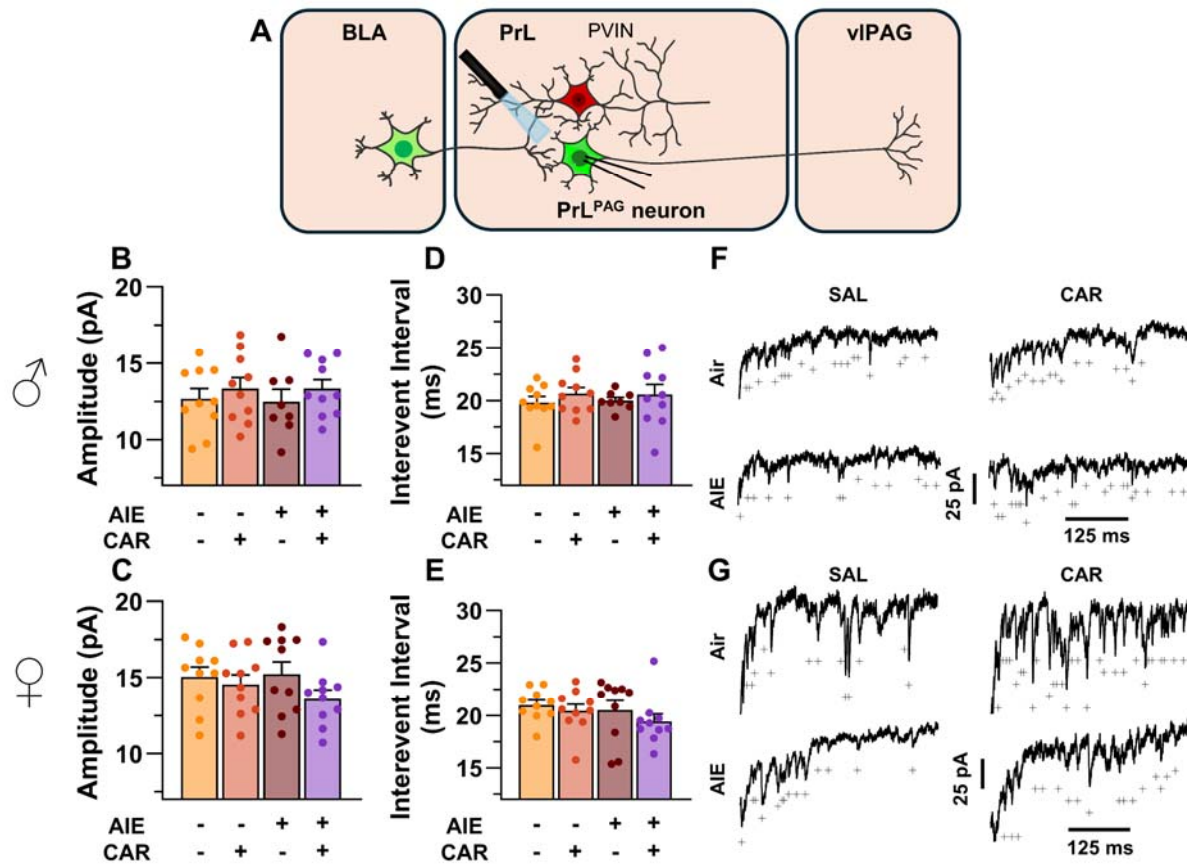 A
BLA
PrL
PVIN
vlPAG
PrLPAG neuron
♂
B
Amplitude (pA)
20
15
10
AIE - - + +
CAR - + - +
D
Interevent Interval
(ms)
30
25
20
15
AIE - - + +
CAR - + - +
F
SAL
CAR
Air
AIE
25 pA
125 ms
♀
C
Amplitude (pA)
20
15
10
AIE - - + +
CAR - + - +
E
Interevent Interval
(ms)
30
25
20
15
AIE - - + +
CAR - + - +
G
SAL
CAR
Air
AIE
25 pA
125 ms